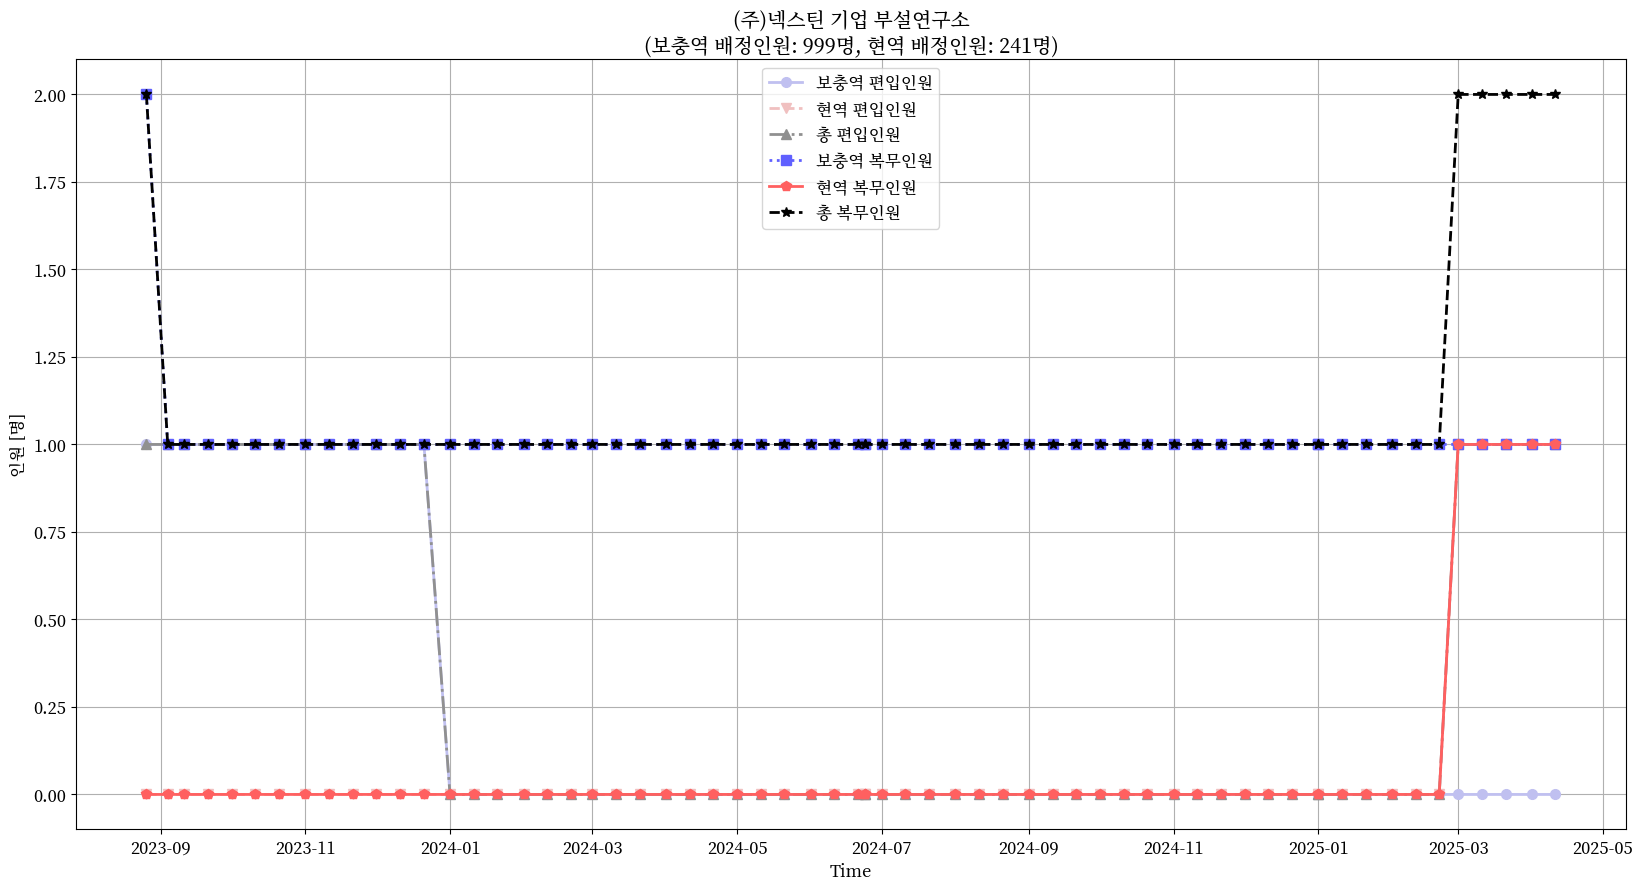 (주)넥스틴 기업 부설연구소
(보충역 배정인원: 999명, 현역 배정인원: 241명)
보충역 편입인원
현역 편입인원
총 편입인원
보충역 복무인원
현역 복무인원
총 복무인원
인원 [명]
2.00
1.75
1.50
1.25
1.00
0.75
0.50
0.25
0.00
2023-09
2023-11
2024-01
2024-03
2024-05
2024-07
2024-09
2024-11
2025-01
2025-03
2025-05
Time